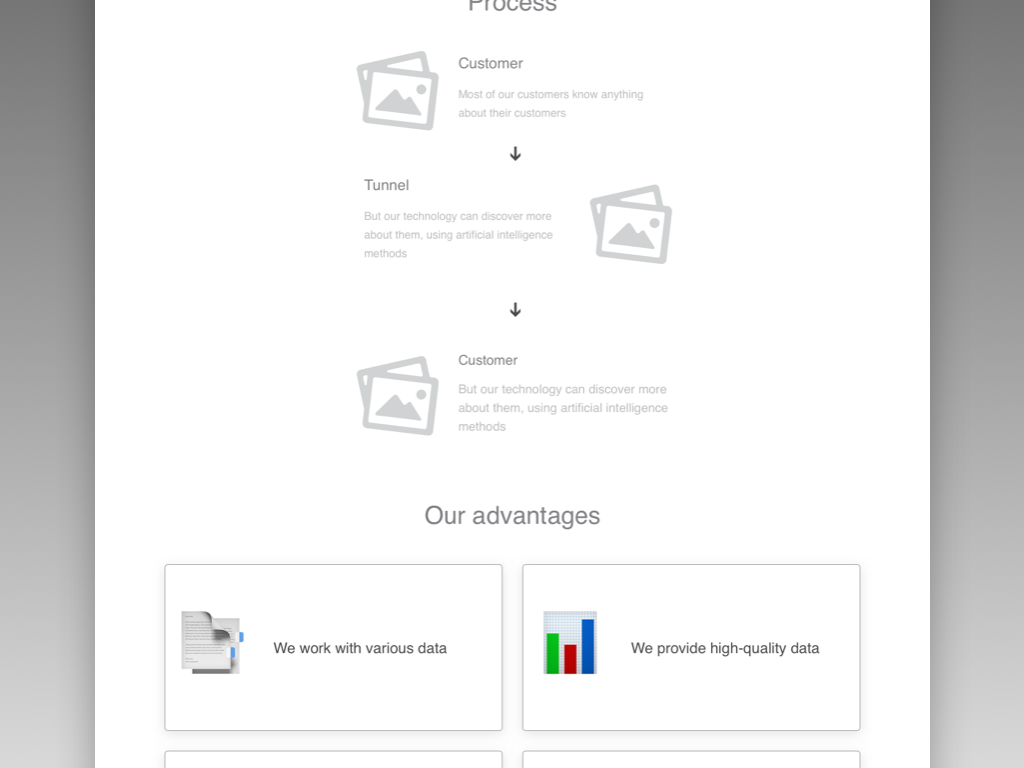 Process
Customer
Most of our customers know anything
about their customers
Tunnel
But our technology can discover more
about them, using artificial intelligence
methods
Customer
But our technology can discover more
about them, using artificial intelligence
methods
Our advantages
We work with various data
We provide high-quality data